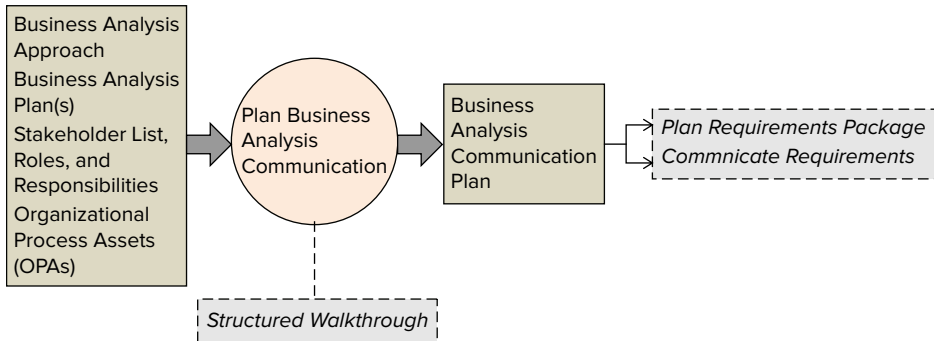 Business Analysis
Approach
Business Analysis
Plan(s)
Stakeholder List,
Roles, and
Responsibilities
Organizational
Process Assets
(OPAs)
Plan Business
Analysis
Communication
Structured Walkthrough
Business
Analysis
Communication
Plan
Plan Requirements Package
Commnicate Requirements